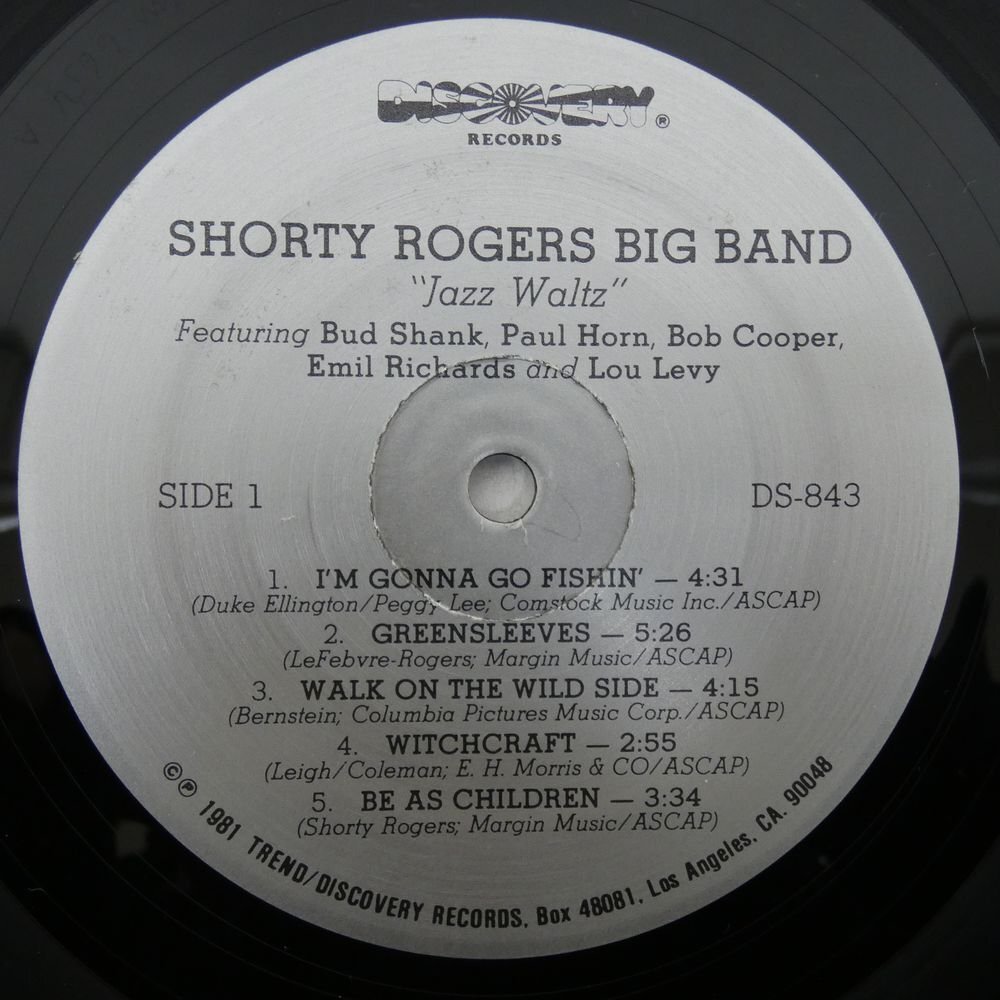 DISCOVERY®
RECORDS
SHORTY ROGERS BIG BAND
"Jazz Waltz"
Featuring Bud Shank, Paul Horn, Bob Cooper,
Emil Richards and Lou Levy
SIDE 1
DS-843
1. I'M GONNA GO FISHIN' — 4:31
(Duke Ellington/Peggy Lee; Comstock Music Inc./ASCAP)
2. GREENSLEEVES — 5:26
(LeFebvre-Rogers; Margin Music/ASCAP)
3. WALK ON THE WILD SIDE — 4:15
(Bernstein; Columbia Pictures Music Corp./ASCAP)
4. WITCHCRAFT — 2:55
(Leigh/Coleman; E. H. Morris & CO/ASCAP)
5. BE AS CHILDREN — 3:34
(Shorty Rogers; Margin Music/ASCAP)
©℗ 1981 TREND/DISCOVERY RECORDS, Box 48081, Los Angeles, CA. 90048